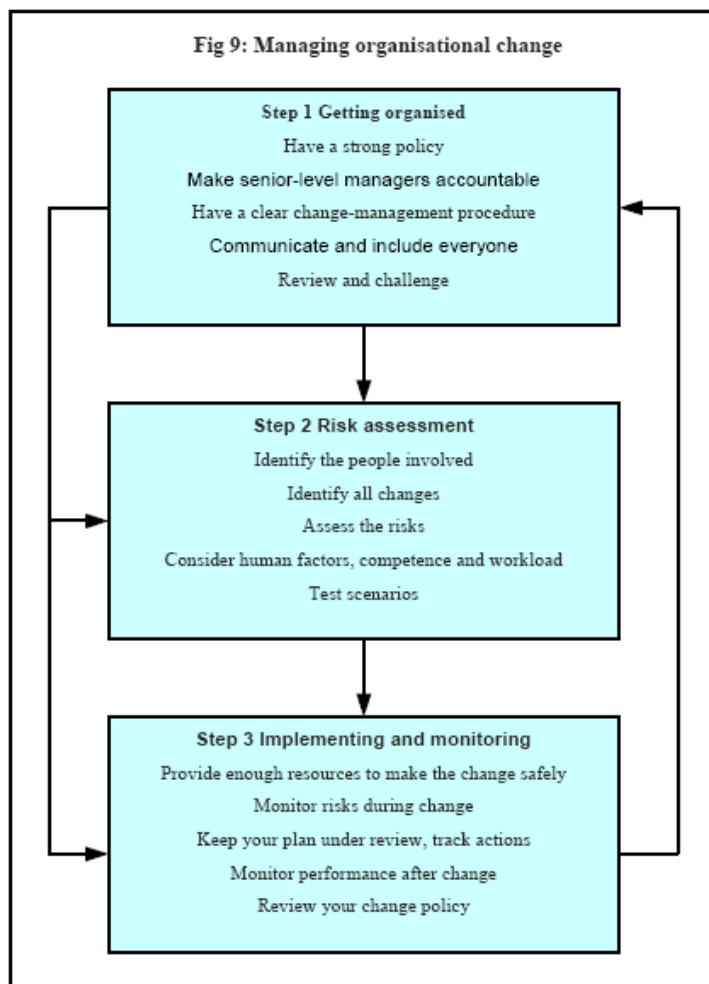 Fig 9: Managing organisational change
Step 1 Getting organised
Have a strong policy
Make senior-level managers accountable
Have a clear change-management procedure
Communicate and include everyone
Review and challenge
Step 2 Risk assessment
Identify the people involved
Identify all changes
Assess the risks
Consider human factors, competence and workload
Test scenarios
Step 3 Implementing and monitoring
Provide enough resources to make the change safely
Monitor risks during change
Keep your plan under review, track actions
Monitor performance after change
Review your change policy